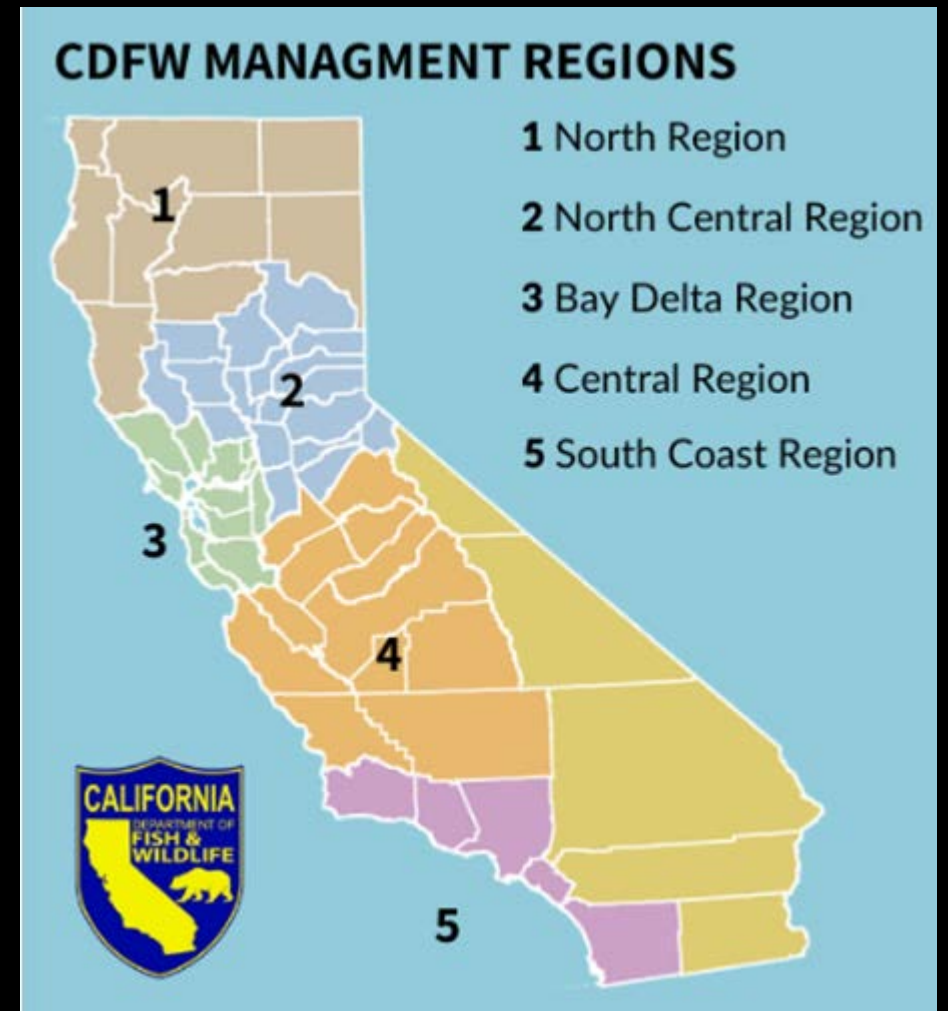 CDFW MANAGMENT REGIONS
1 North Region
2 North Central Region
3 Bay Delta Region
4 Central Region
5 South Coast Region
1
2
3
4
5
CALIFORNIA
DEPARTMENT OF
FISH &
WILDLIFE